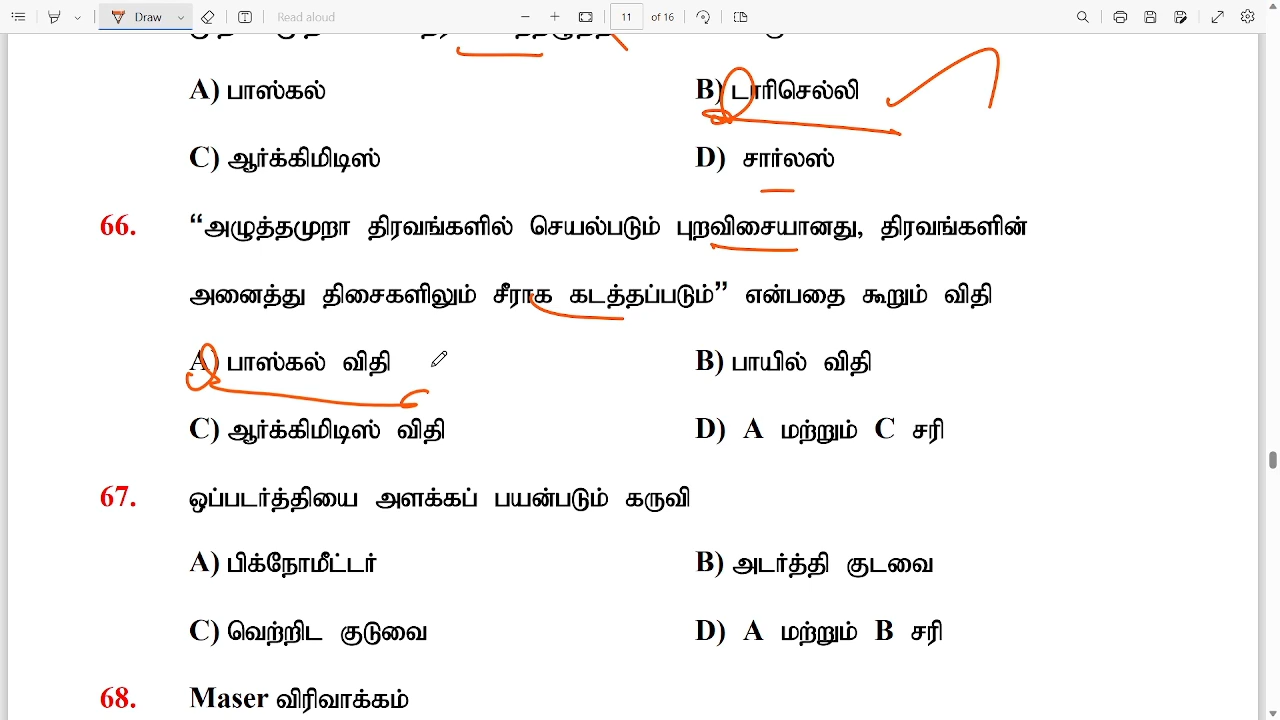 Draw Read aloud 11 of 16
A) பாஸ்கல் B) டாரிசெல்லி
C) ஆர்க்கிமிடிஸ் D) சார்லஸ்
66. “அழுத்தமுறா திரவங்களில் செயல்படும் புறவிசையானது, திரவங்களின்
அனைத்து திசைகளிலும் சீராக கடத்தப்படும்” என்பதை கூறும் விதி
A) பாஸ்கல் விதி B) பாயில் விதி
C) ஆர்க்கிமிடிஸ் விதி D) A மற்றும் C சரி
67. ஒப்படர்த்தியை அளக்கப் பயன்படும் கருவி
A) பிக்நோமீட்டர் B) அடர்த்தி குடவை
C) வெற்றிட குடுவை D) A மற்றும் B சரி
68. Maser விரிவாக்கம்